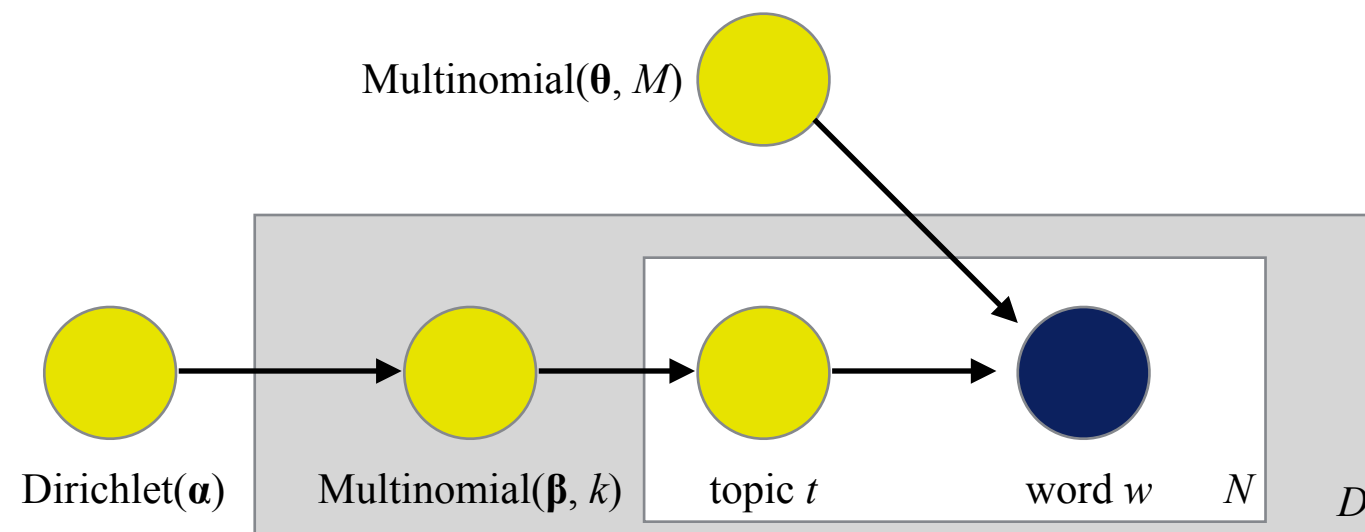 Multinomial(θ, M)
Dirichlet(α)
Multinomial(β, k)
topic t
word w
N
D